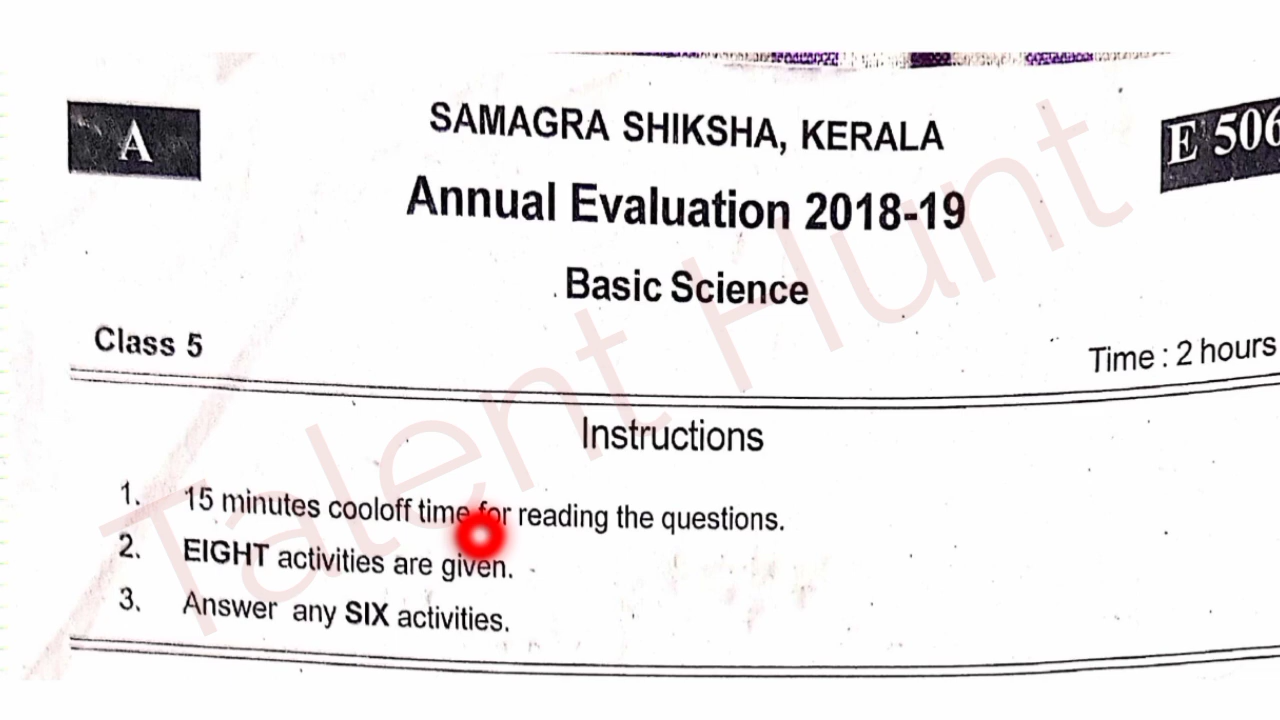 A
SAMAGRA SHIKSHA, KERALA
E 506
Annual Evaluation 2018-19
Basic Science
Class 5
Time : 2 hours
Instructions
1. 15 minutes cooloff time for reading the questions.
2. EIGHT activities are given.
3. Answer any SIX activities.
Talent Hunt